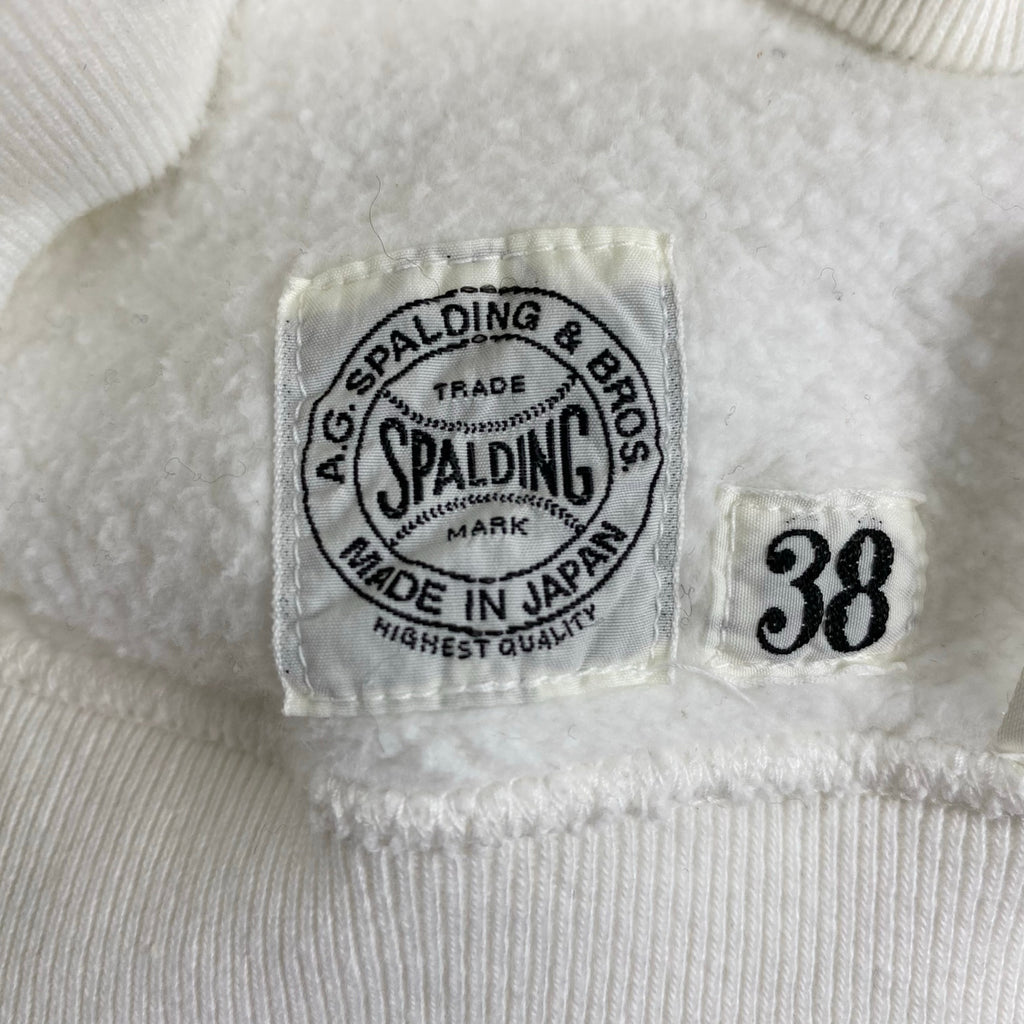 A.G. SPALDING & BROS.
TRADE
SPALDING
MARK
MADE IN JAPAN
HIGHEST QUALITY
38